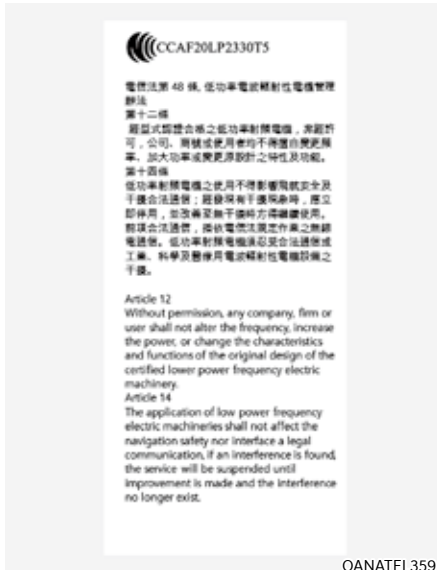 CCAF20LP2330T5
電信法第 48 條, 低功率電波輻射性電機管理
辦法
第十二條
經型式認證合格之低功率射頻電機，非經許
可，公司、商號或使用者均不得擅自變更頻
率、加大功率或變更原設計之特性及功能。
第十四條
低功率射頻電機之使用不得影響飛航安全及
干擾合法通信；經發現有干擾現象時，應立
即停用，並改善至無干擾時方得繼續使用。
前項合法通信，指依電信法規定作業之無線
電通信。低功率射頻電機須忍受合法通信或
工業、科學及醫療用電波輻射性電機設備之
干擾。
Article 12
Without permission, any company, firm or
user shall not alter the frequency, increase
the power, or change the characteristics
and functions of the original design of the
certified lower power frequency electric
machinery.
Article 14
The application of low power frequency
electric machineries shall not affect the
navigation safety nor interface a legal
communication, if an interference is found,
the service will be suspended until
improvement is made and the interference
no longer exist.
OANATEL359